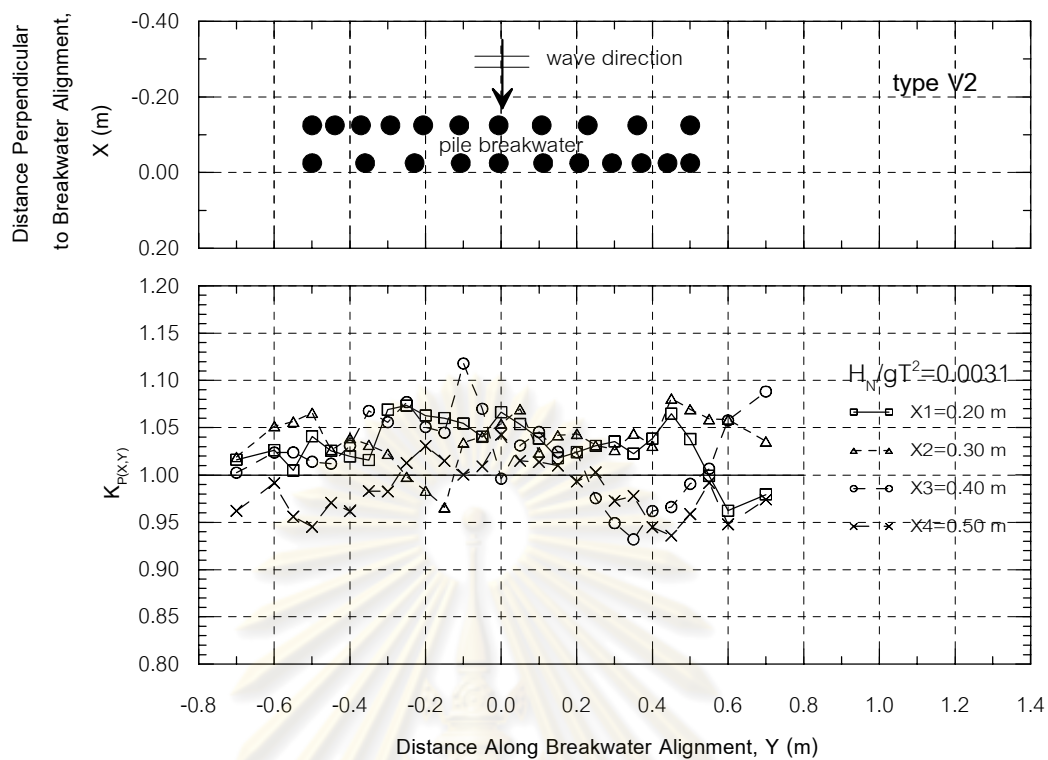 Distance Perpendicular
to Breakwater Alignment,
X (m)
-0.40
-0.20
0.00
0.20
wave direction
type V2
pile breakwater
1.20
1.15
1.10
1.05
1.00
0.95
0.90
0.85
0.80
K_P(X,Y)
H_N/gT²=0.0031
X1=0.20 m
X2=0.30 m
X3=0.40 m
X4=0.50 m
-0.8 -0.6 -0.4 -0.2 0.0 0.2 0.4 0.6 0.8 1.0 1.2 1.4
Distance Along Breakwater Alignment, Y (m)